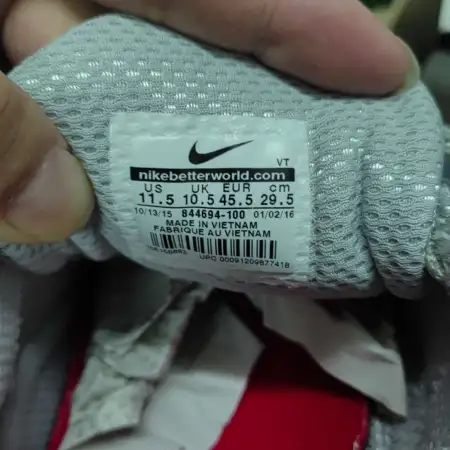 VT
nikebetterworld.com
US UK EUR cm
11.5 10.5 45.5 29.5
10/13/15 844694-100 01/02/16
MADE IN VIETNAM
FABRIQUE AU VIETNAM
UPC 00091209877418